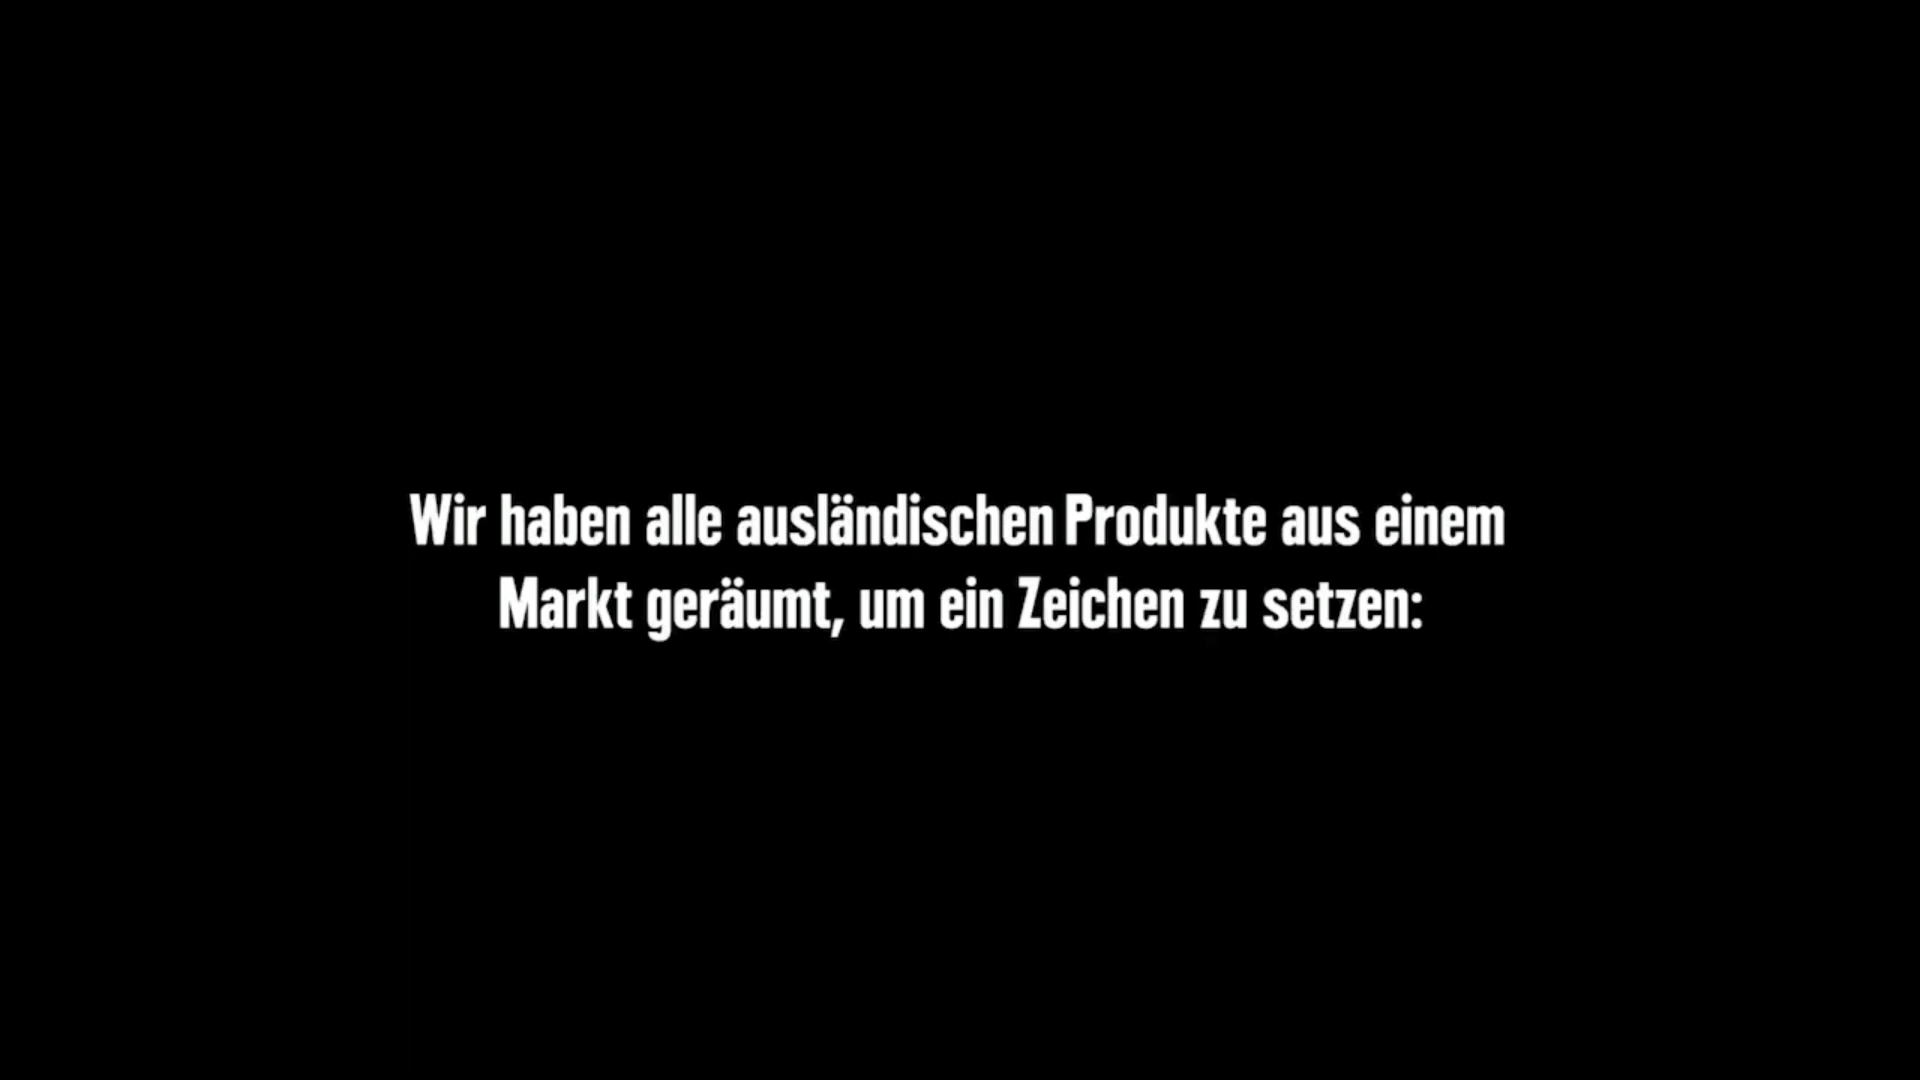 Wir haben alle ausländischen Produkte aus einem
Markt geräumt, um ein Zeichen zu setzen: